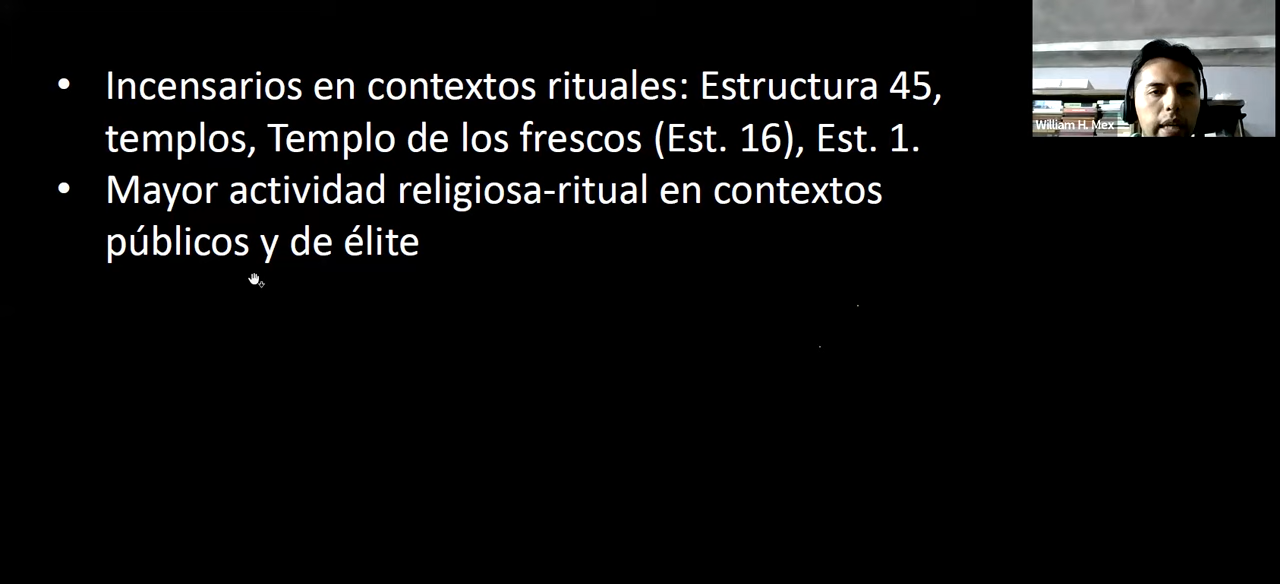 • Incensarios en contextos rituales: Estructura 45,
templos, Templo de los frescos (Est. 16), Est. 1.
• Mayor actividad religiosa-ritual en contextos
públicos y de élite
William H. Mex